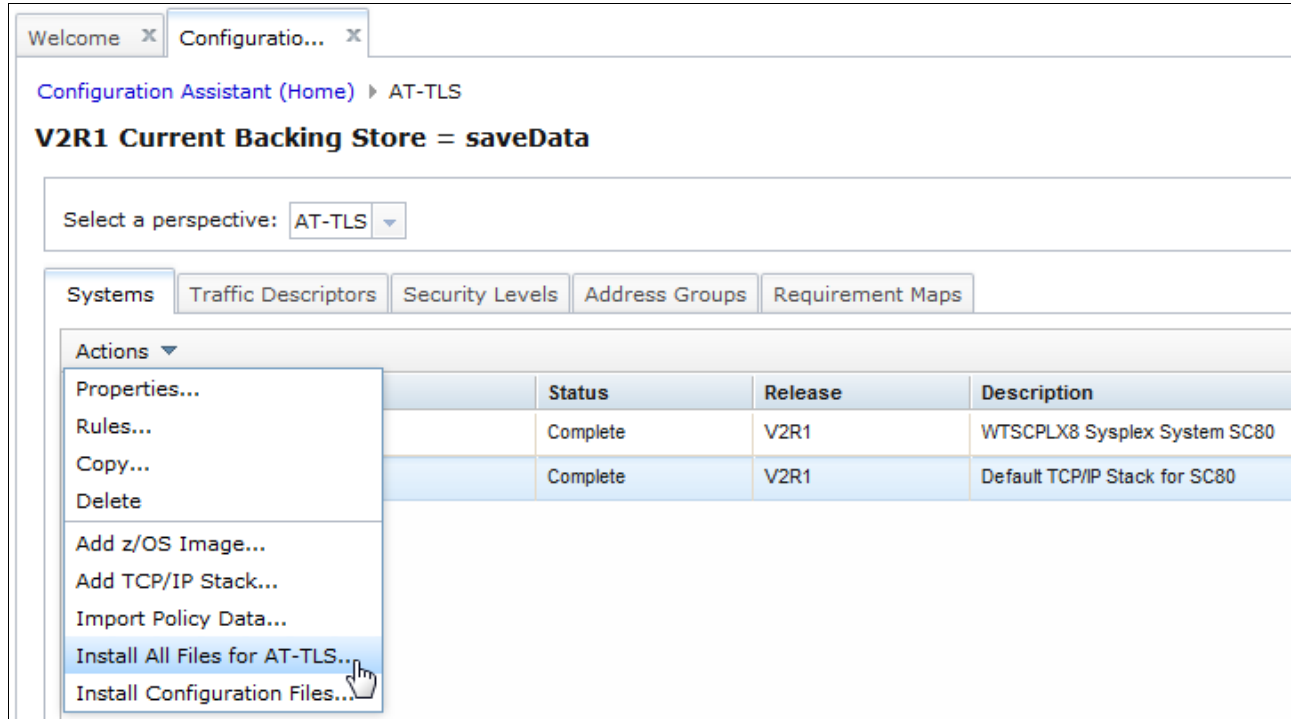 Welcome x Configuratio... x
Configuration Assistant (Home) AT-TLS
V2R1 Current Backing Store = saveData
Select a perspective: AT-TLS
Systems Traffic Descriptors Security Levels Address Groups Requirement Maps
Actions
Status Release Description
Complete V2R1 WTSCPLX8 Sysplex System SC80
Complete V2R1 Default TCP/IP Stack for SC80
Properties...
Rules...
Copy...
Delete
Add z/OS Image...
Add TCP/IP Stack...
Import Policy Data...
Install All Files for AT-TLS...
Install Configuration Files...